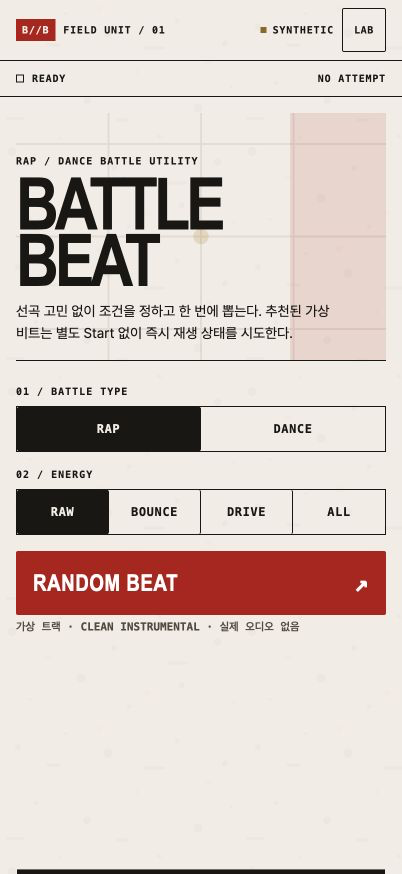 B//B FIELD UNIT / 01 SYNTHETIC LAB
READY NO ATTEMPT
RAP / DANCE BATTLE UTILITY
BATTLE
BEAT
선곡 고민 없이 조건을 정하고 한 번에 뽑는다. 추천된 가상
비트는 별도 Start 없이 즉시 재생 상태를 시도한다.
01 / BATTLE TYPE
RAP DANCE
02 / ENERGY
RAW BOUNCE DRIVE ALL
RANDOM BEAT ↗
가상 트랙 · CLEAN INSTRUMENTAL · 실제 오디오 없음